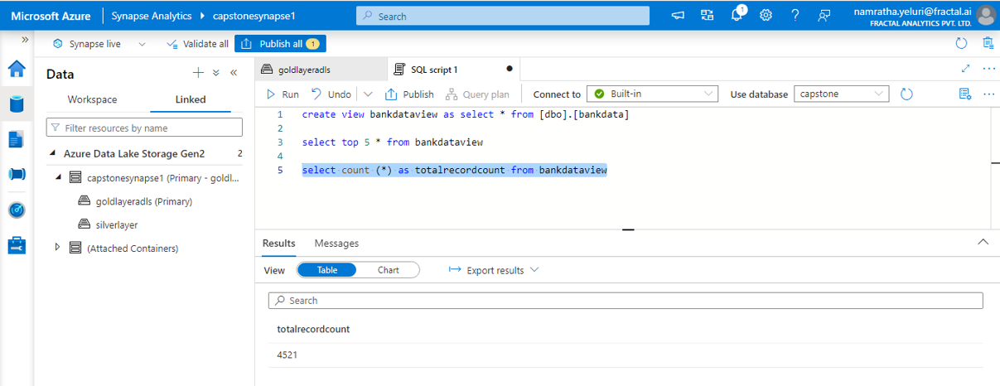 Microsoft Azure Synapse Analytics capstonesynapse1 Search 1 namratha.yeluri@fractal.ai
FRACTAL ANALYTICS PVT. LTD.
Synapse live Validate all Publish all 1
Data
Workspace Linked
Filter resources by name
Azure Data Lake Storage Gen2 2
capstonesynapse1 (Primary - goldl...
goldlayeradls (Primary)
silverlayer
(Attached Containers)
goldlayeradls SQL script 1
Run Undo Publish Query plan Connect to Built-in Use database capstone
1 create view bankdataview as select * from [dbo].[bankdata]
2
3 select top 5 * from bankdataview
4
5 select count (*) as totalrecordcount from bankdataview
Results Messages
View Table Chart Export results
Search
totalrecordcount
4521